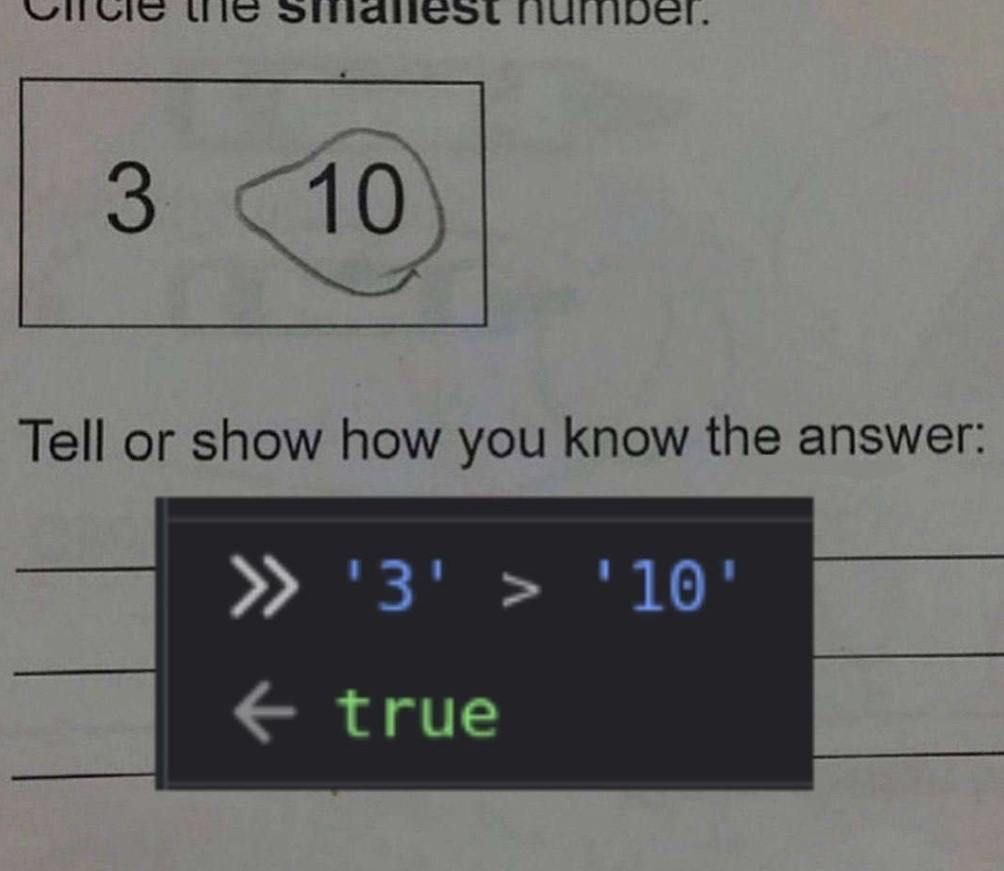 Circle the smallest number.
3 10
Tell or show how you know the answer:
» '3' > '10'
← true